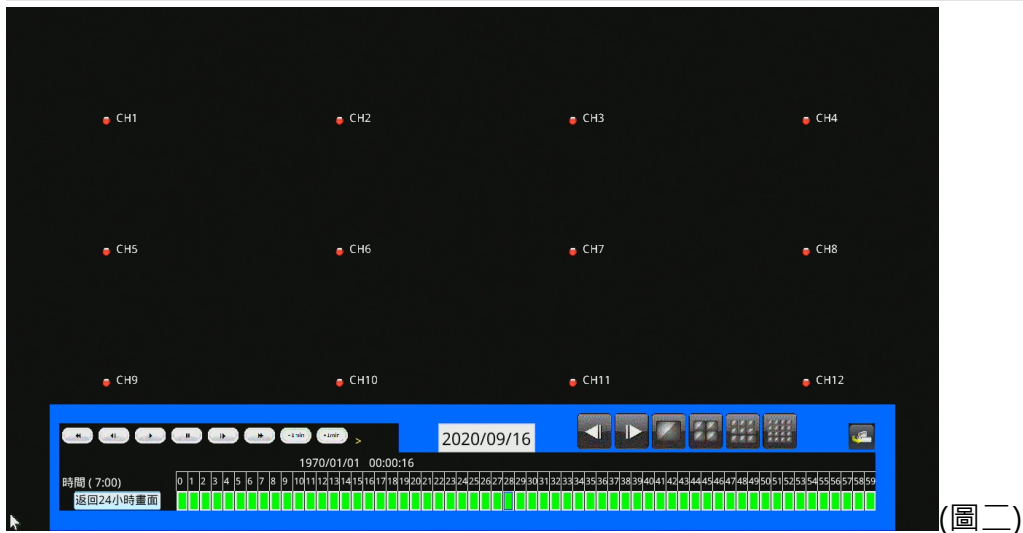 CH1 CH2 CH3 CH4
CH5 CH6 CH7 CH8
CH9 CH10 CH11 CH12
-1min +1min > 2020/09/16
1970/01/01 00:00:16
時間 ( 7:00) 0 1 2 3 4 5 6 7 8 9 10 11 12 13 14 15 16 17 18 19 20 21 22 23 24 25 26 27 28 29 30 31 32 33 34 35 36 37 38 39 40 41 42 43 44 45 46 47 48 49 50 51 52 53 54 55 56 57 58 59
返回24小時畫面
(圖二)